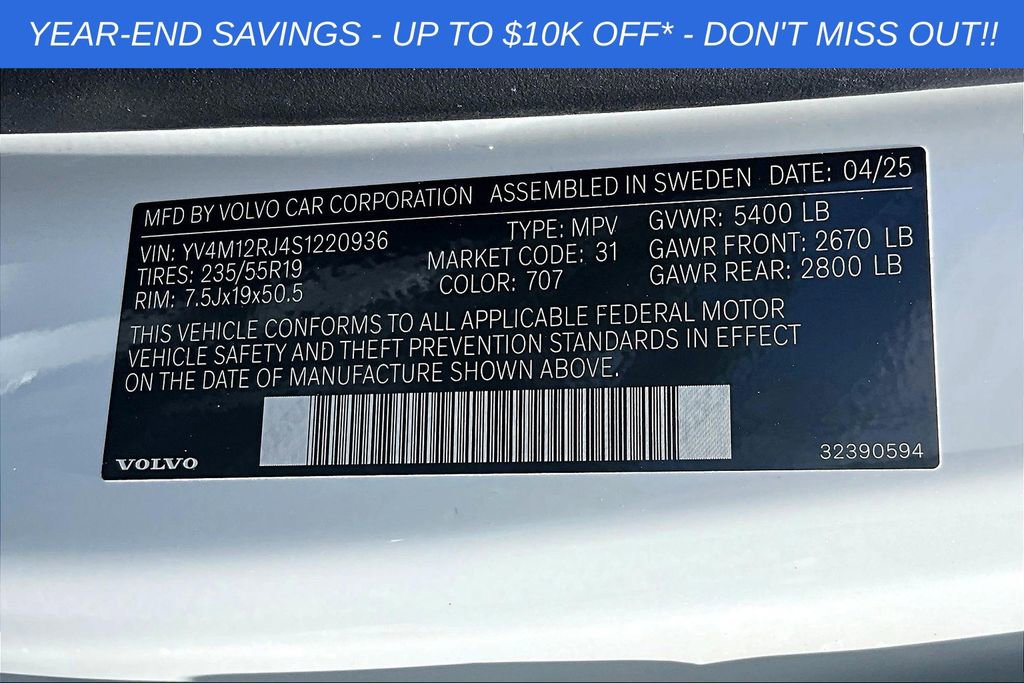 YEAR-END SAVINGS - UP TO $10K OFF* - DON'T MISS OUT!!
MFD BY VOLVO CAR CORPORATION ASSEMBLED IN SWEDEN DATE: 04/25
VIN: YV4M12RJ4S1220936 TYPE: MPV GVWR: 5400 LB
TIRES: 235/55R19 MARKET CODE: 31 GAWR FRONT: 2670 LB
RIM: 7.5Jx19x50.5 COLOR: 707 GAWR REAR: 2800 LB
THIS VEHICLE CONFORMS TO ALL APPLICABLE FEDERAL MOTOR
VEHICLE SAFETY AND THEFT PREVENTION STANDARDS IN EFFECT
ON THE DATE OF MANUFACTURE SHOWN ABOVE.
VOLVO 32390594